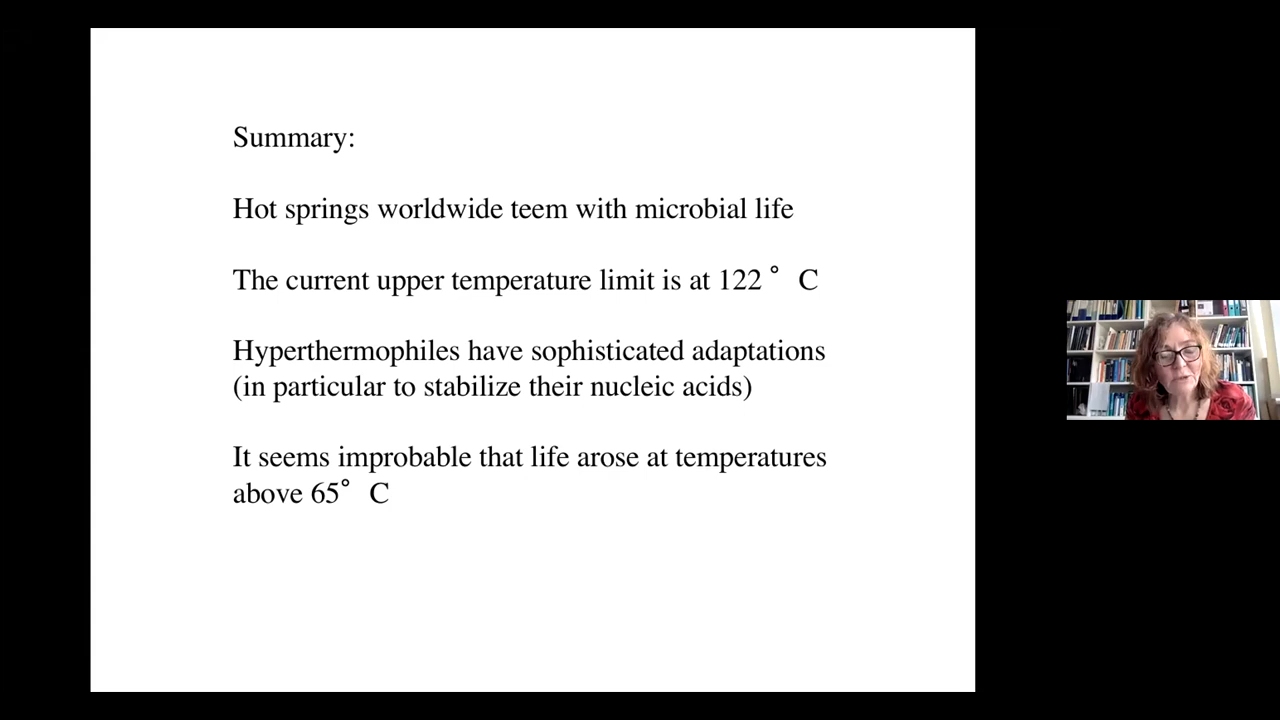 Summary:
Hot springs worldwide teem with microbial life
The current upper temperature limit is at 122 ° C
Hyperthermophiles have sophisticated adaptations
(in particular to stabilize their nucleic acids)
It seems improbable that life arose at temperatures
above 65° C